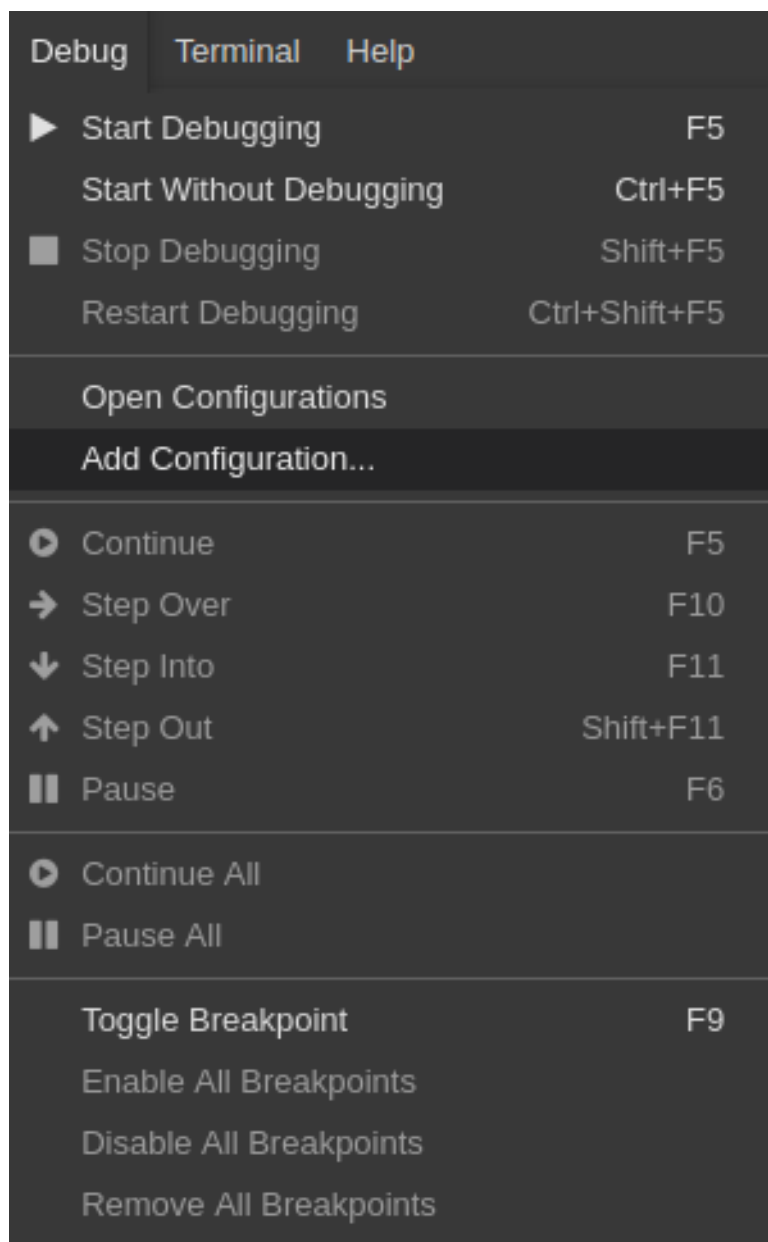 Debug Terminal Help
Start Debugging F5
Start Without Debugging Ctrl+F5
Stop Debugging Shift+F5
Restart Debugging Ctrl+Shift+F5
Open Configurations
Add Configuration...
Continue F5
Step Over F10
Step Into F11
Step Out Shift+F11
Pause F6
Continue All
Pause All
Toggle Breakpoint F9
Enable All Breakpoints
Disable All Breakpoints
Remove All Breakpoints